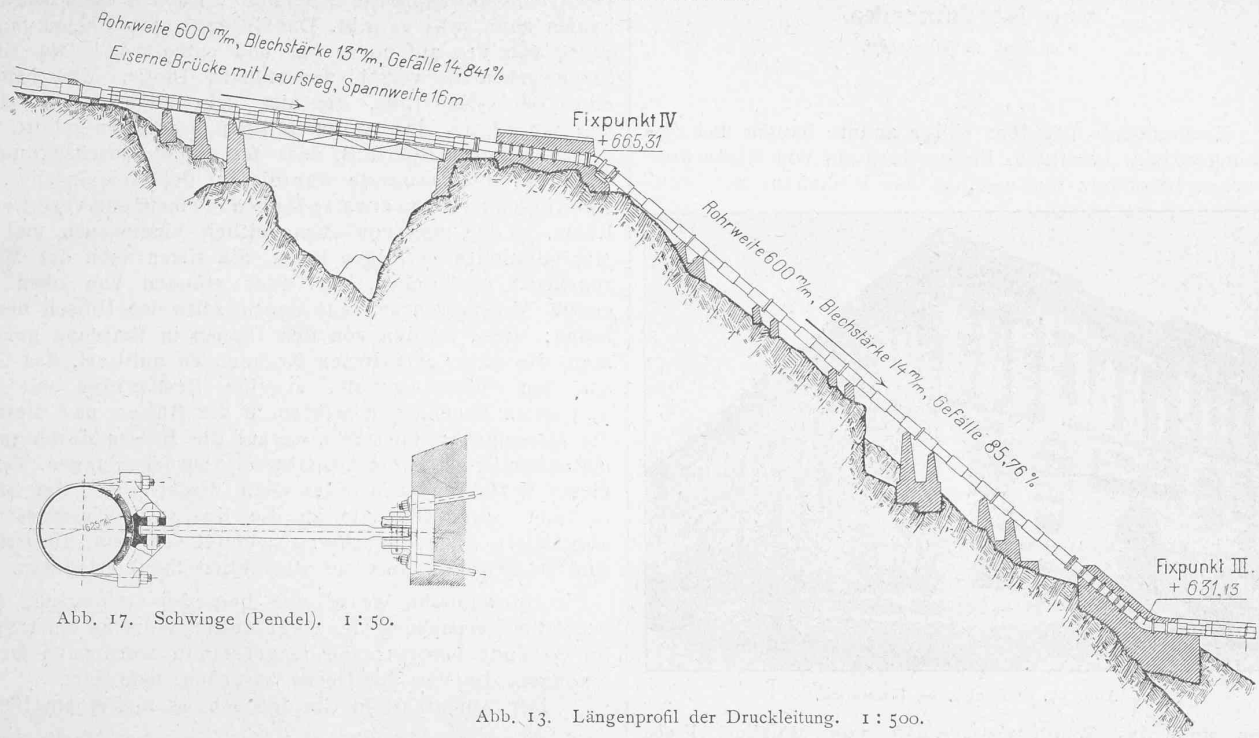 Rohrweite 600 m/m, Blechstärke 13 m/m, Gefälle 14,841 %
Eiserne Brücke mit Laufsteg, Spannweite 16m
Fixpunkt IV
+ 665,31
Rohrweite 600 m/m, Blechstärke 14 m/m, Gefälle 85,76 %
Fixpunkt III.
+ 631,13
Abb. 17. Schwinge (Pendel). 1 : 50.
Abb. 13. Längenprofil der Druckleitung. 1 : 500.